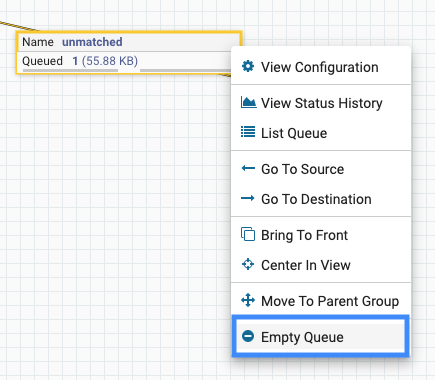 Name unmatched
Queued 1 (55.88 KB)
View Configuration
View Status History
List Queue
Go To Source
Go To Destination
Bring To Front
Center In View
Move To Parent Group
Empty Queue